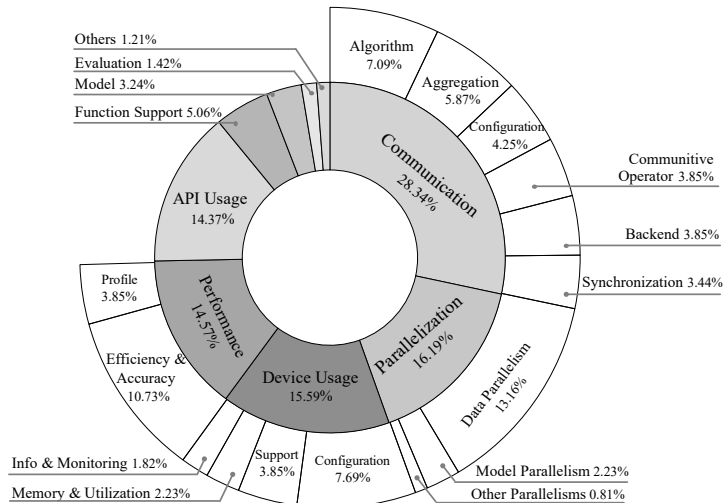 Others 1.21%
Evaluation 1.42%
Model 3.24%
Function Support 5.06%
Algorithm
7.09%
Aggregation
5.87%
Configuration
4.25%
Communitive
Operator 3.85%
Backend 3.85%
Synchronization 3.44%
Communication
28.34%
API Usage
14.37%
Performance
14.57%
Parallelization
16.19%
Device Usage
15.59%
Profile
3.85%
Efficiency &
Accuracy
10.73%
Data Parallelism
13.16%
Info & Monitoring 1.82%
Memory & Utilization 2.23%
Support
3.85%
Configuration
7.69%
Model Parallelism 2.23%
Other Parallelisms 0.81%